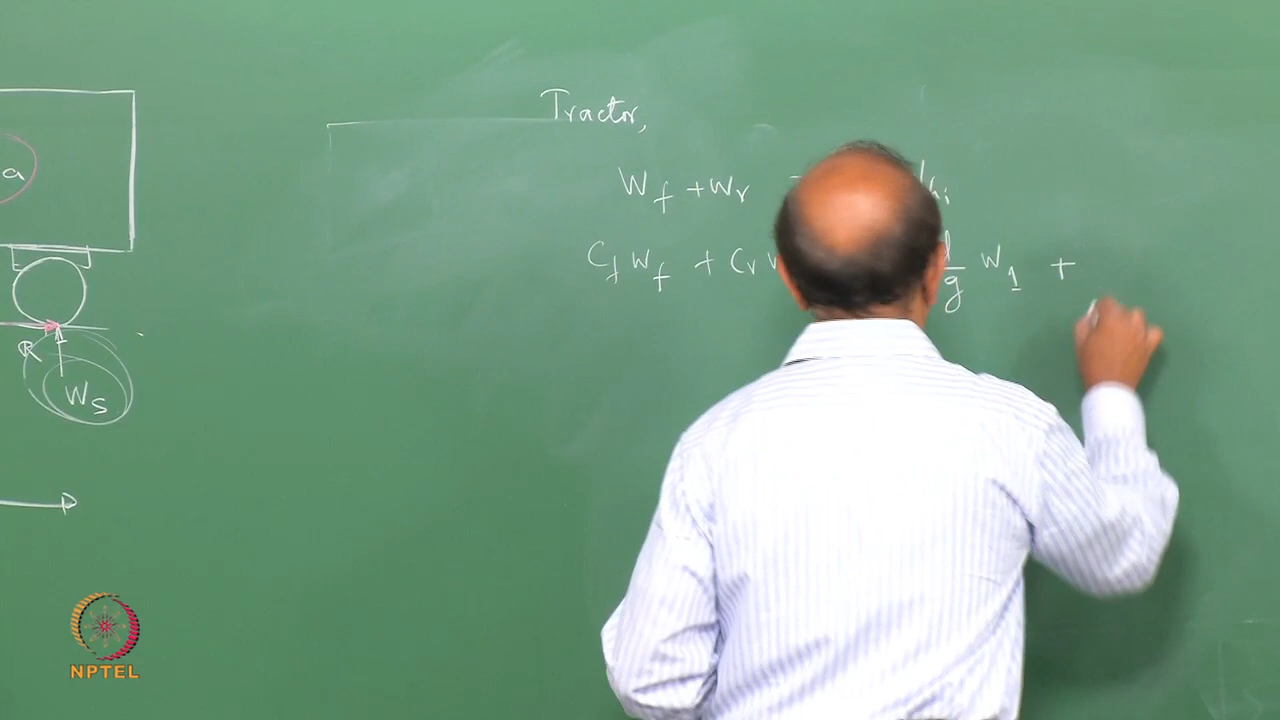 Tractor,
W_f + W_r
C_f W_f + C_r
g W_1 +
a
R
W_s
NPTEL